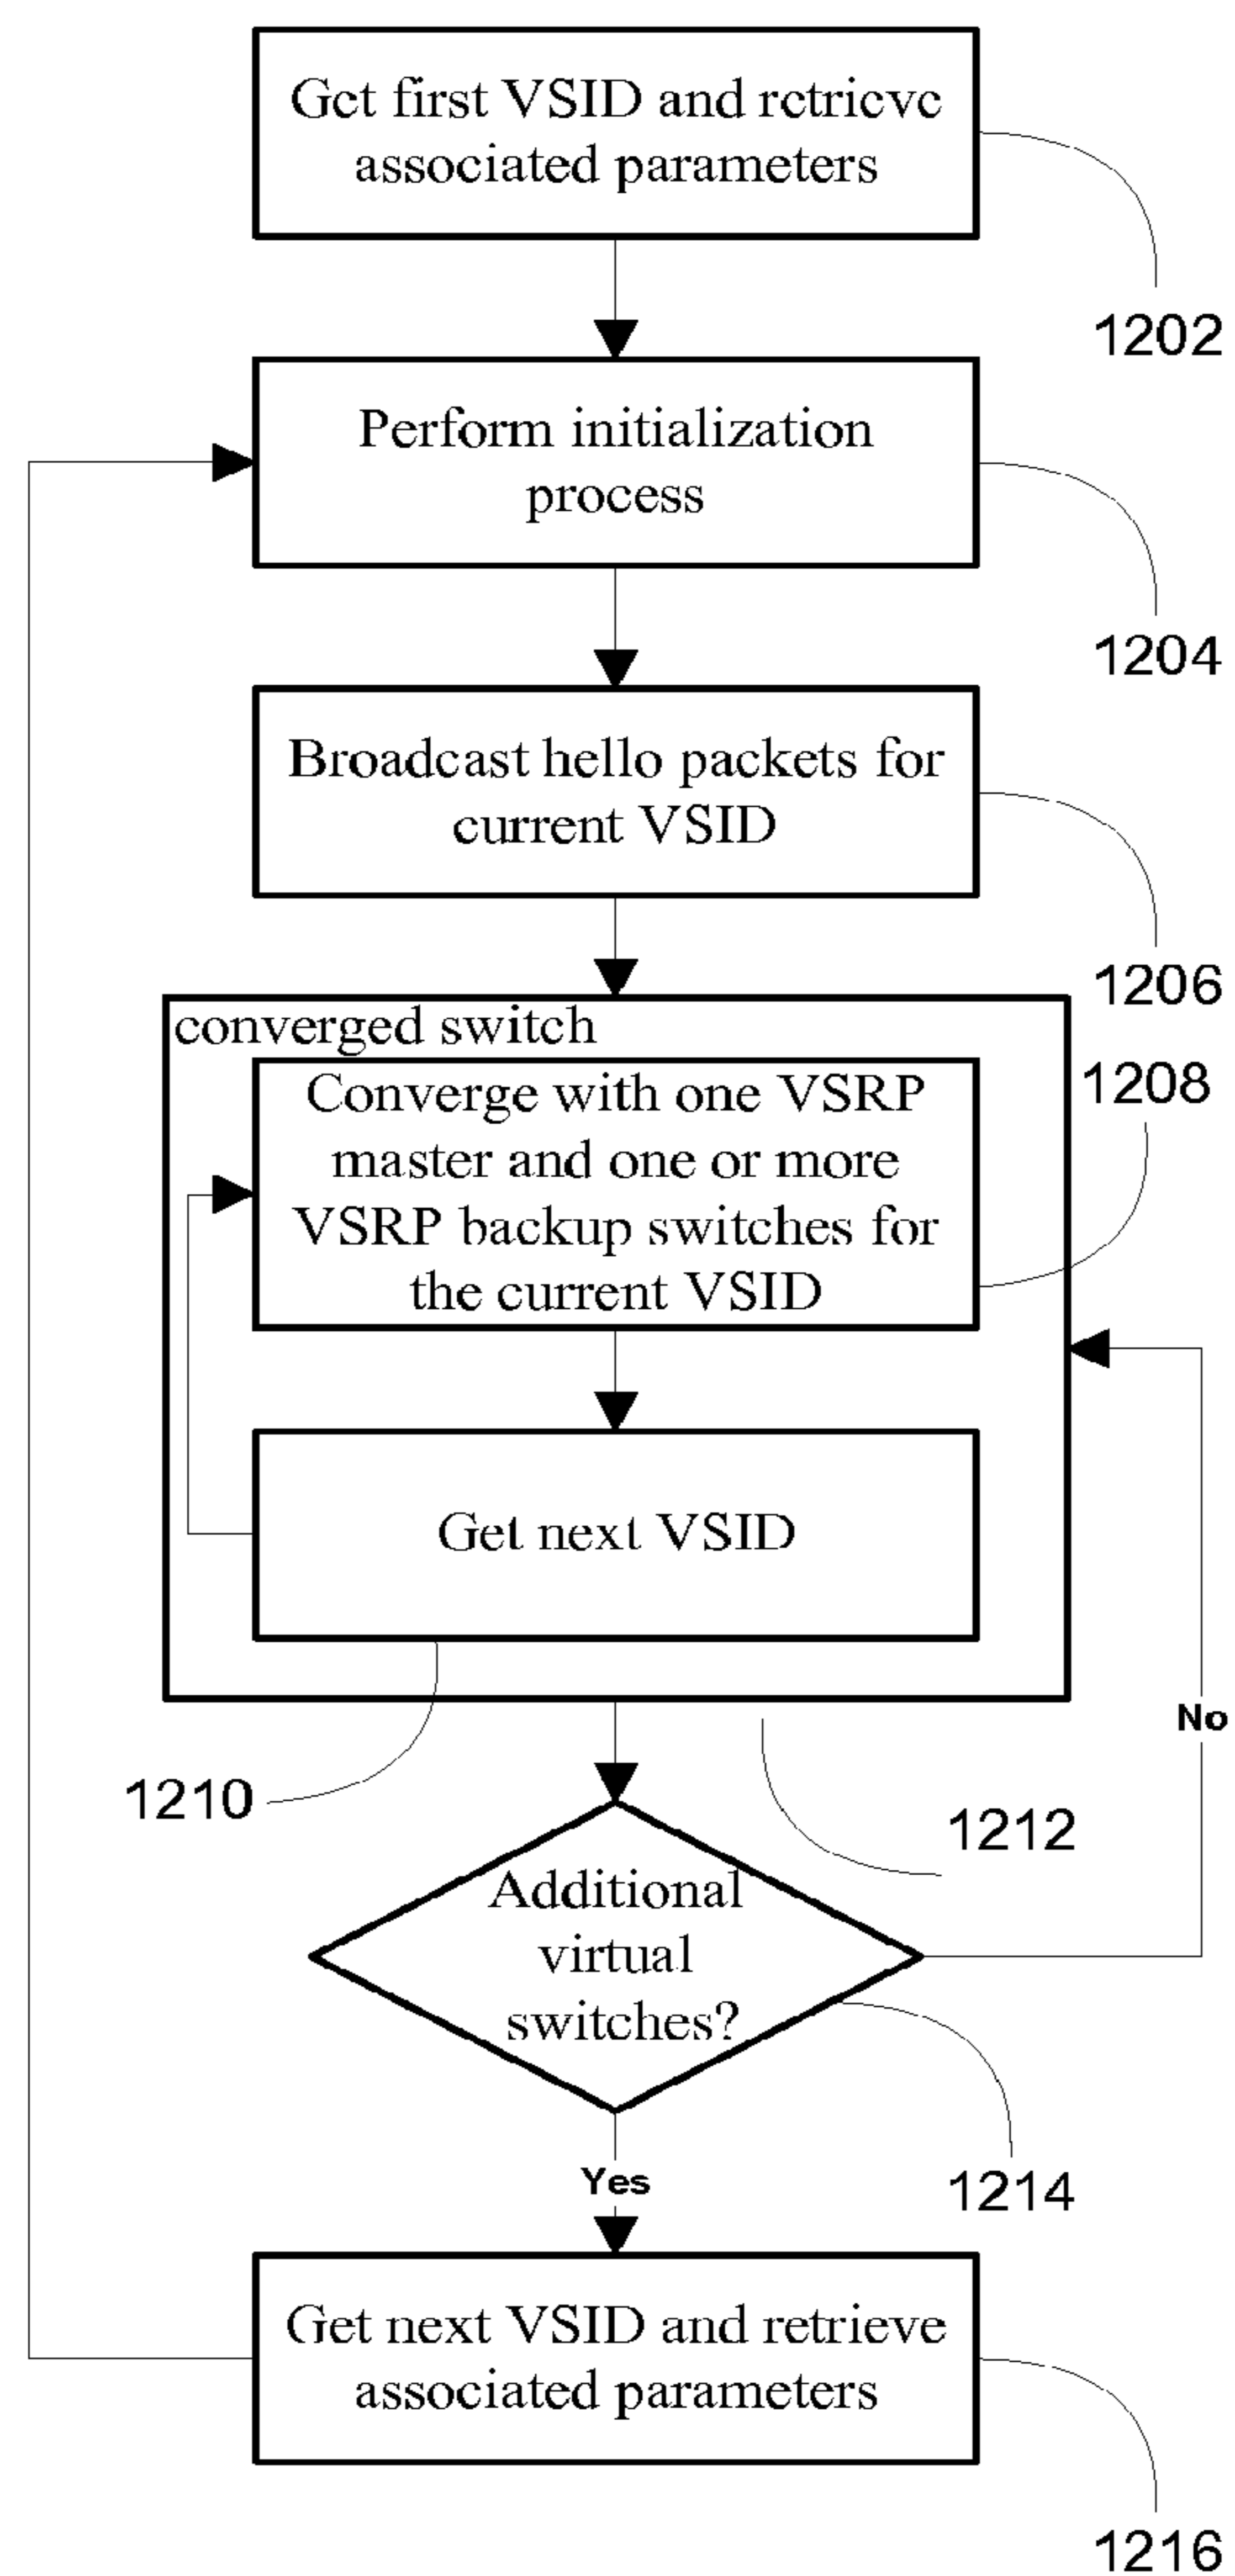 Get first VSID and retrieve
associated parameters
1202
Perform initialization
process
1204
Broadcast hello packets for
current VSID
1206
converged switch
Converge with one VSRP
master and one or more
VSRP backup switches for
the current VSID
1208
Get next VSID
No
1210
1212
Additional
virtual
switches?
Yes
1214
Get next VSID and retrieve
associated parameters
1216